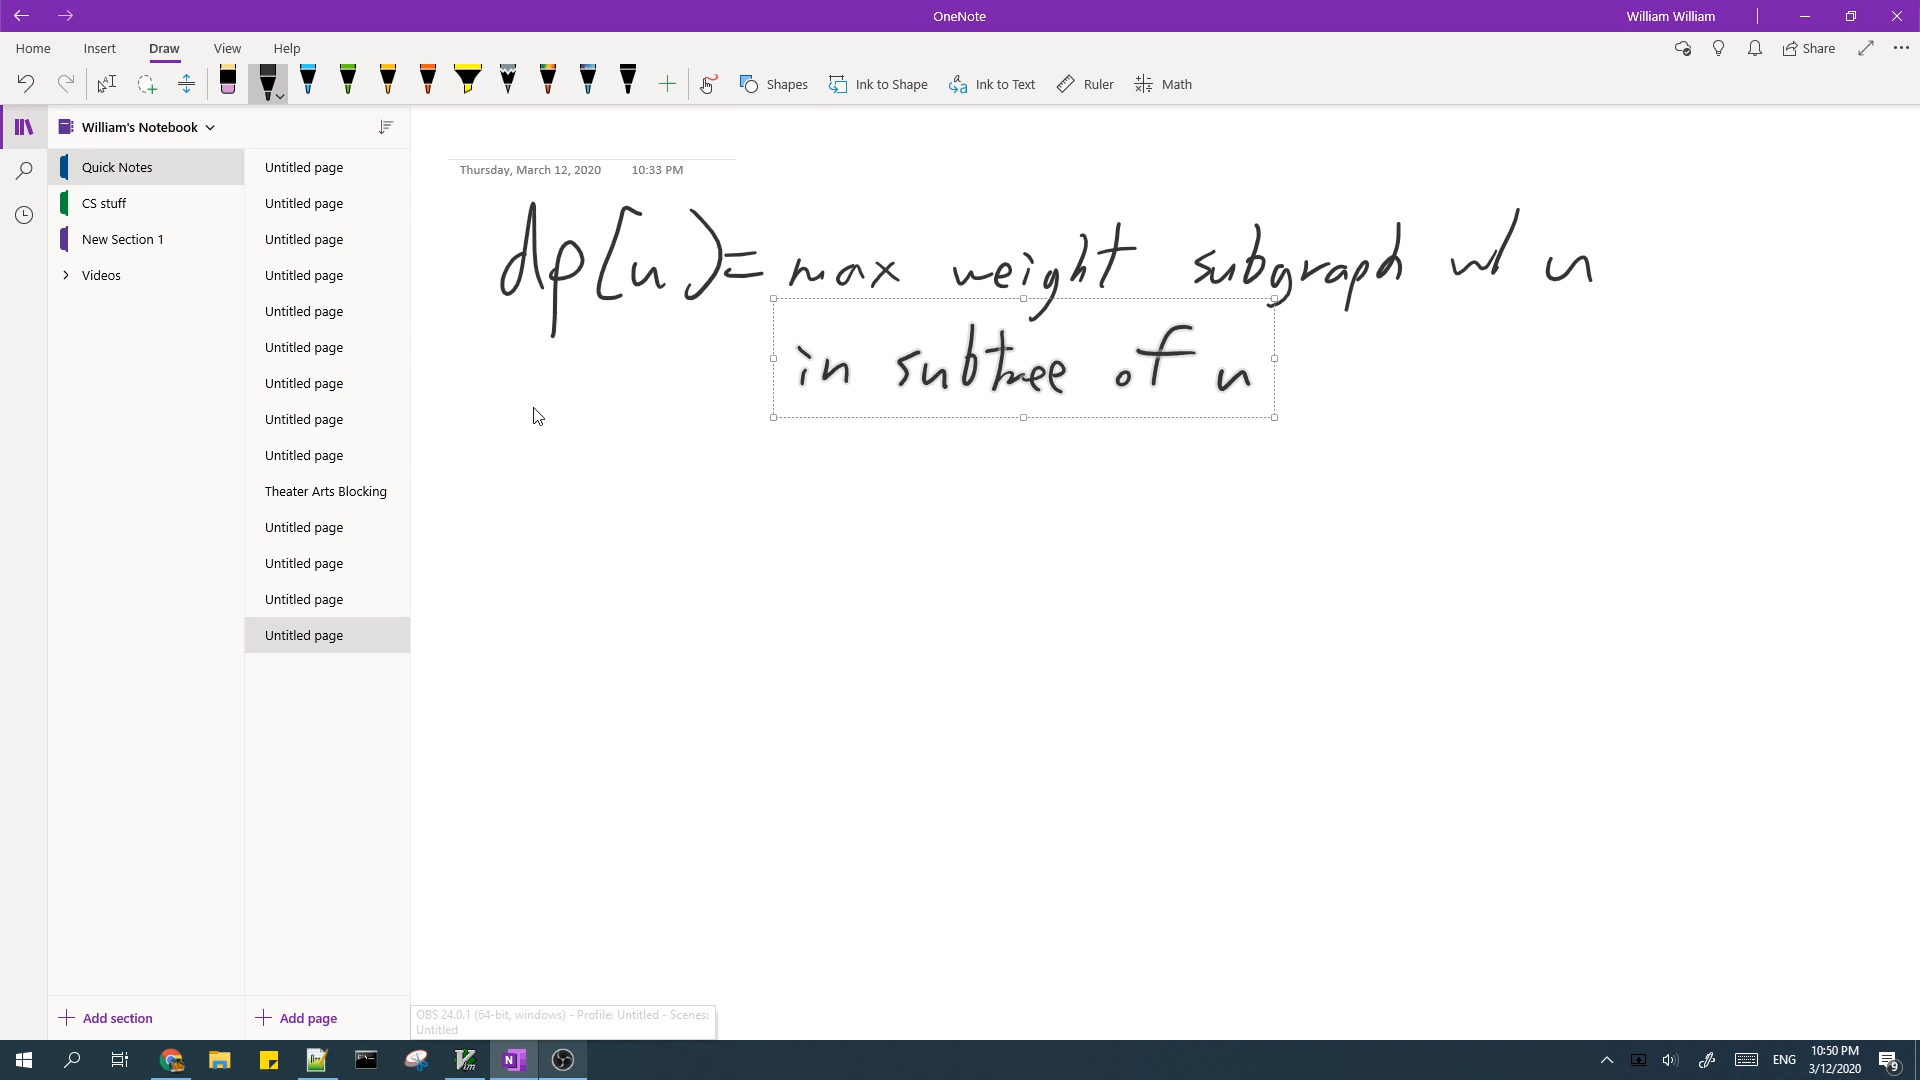 OneNote
William William
Home Insert Draw View Help
Share
Shapes Ink to Shape Ink to Text Ruler Math
William's Notebook
Quick Notes
CS stuff
New Section 1
Videos
Untitled page
Untitled page
Untitled page
Untitled page
Untitled page
Untitled page
Untitled page
Untitled page
Untitled page
Theater Arts Blocking
Untitled page
Untitled page
Untitled page
Untitled page
Thursday, March 12, 2020 10:33 PM
dp[u] = max weight subgraph w/ u
in subtree of u
Add section
Add page
OBS 24.0.1 (64-bit, windows) - Profile: Untitled - Scenes:
Untitled
ENG
10:50 PM
3/12/2020
9